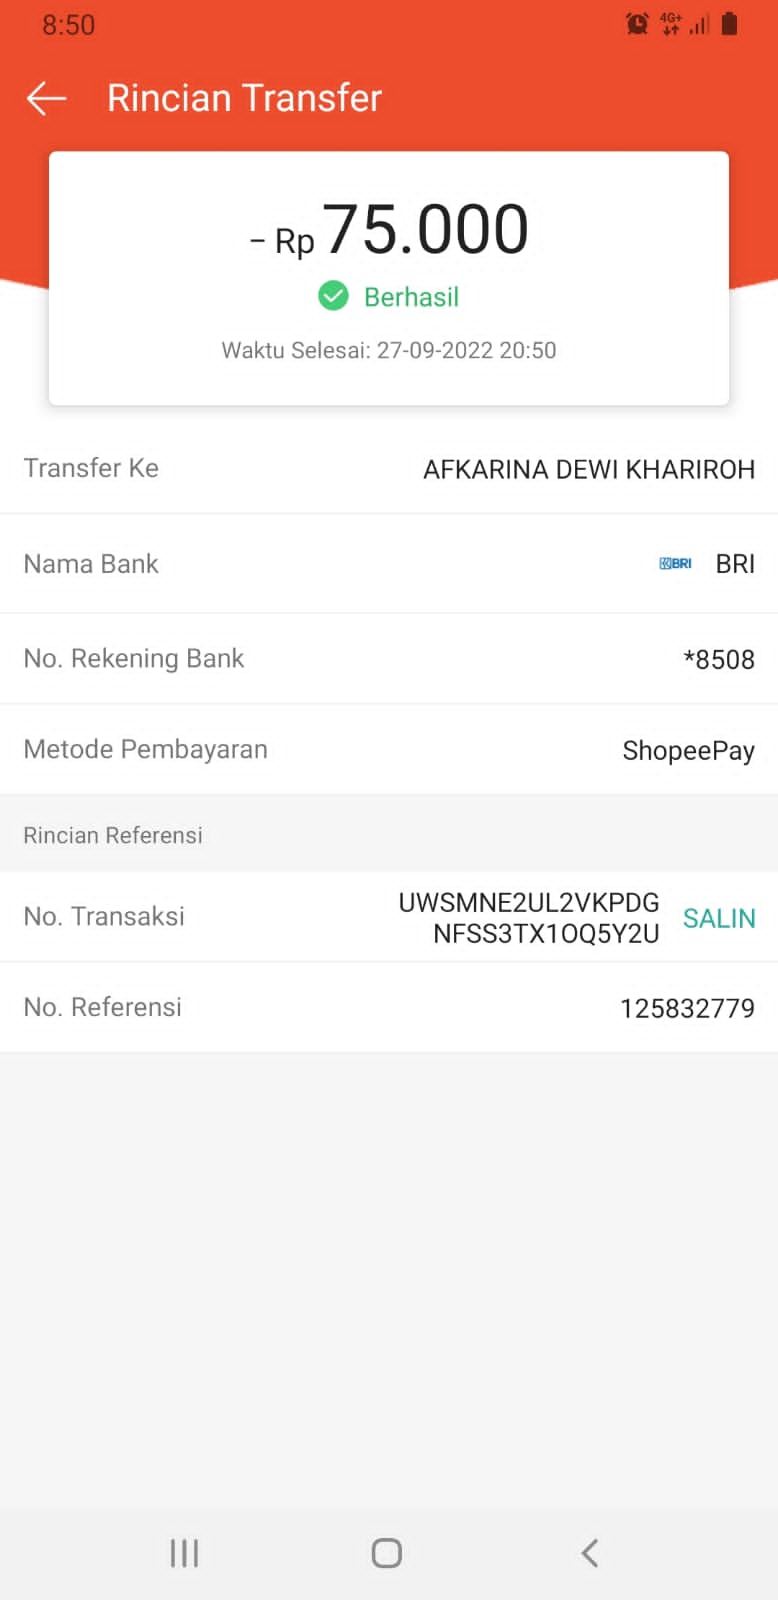 8:50
4G+
Rincian Transfer
- Rp 75.000
Berhasil
Waktu Selesai: 27-09-2022 20:50
Transfer Ke AFKARINA DEWI KHARIROH
Nama Bank BRI BRI
No. Rekening Bank *8508
Metode Pembayaran ShopeePay
Rincian Referensi
No. Transaksi UWSMNE2UL2VKPDG
NFSS3TX1OQ5Y2U SALIN
No. Referensi 125832779